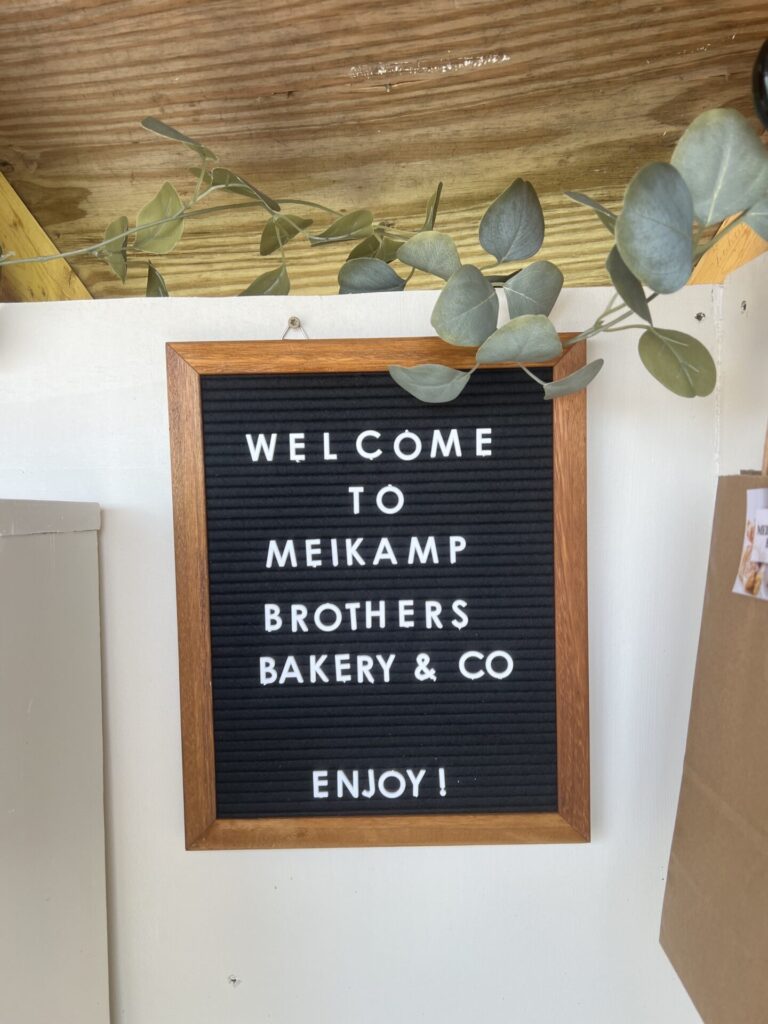 WELCOME
TO
MEIKAMP
BROTHERS
BAKERY & CO
ENJOY!